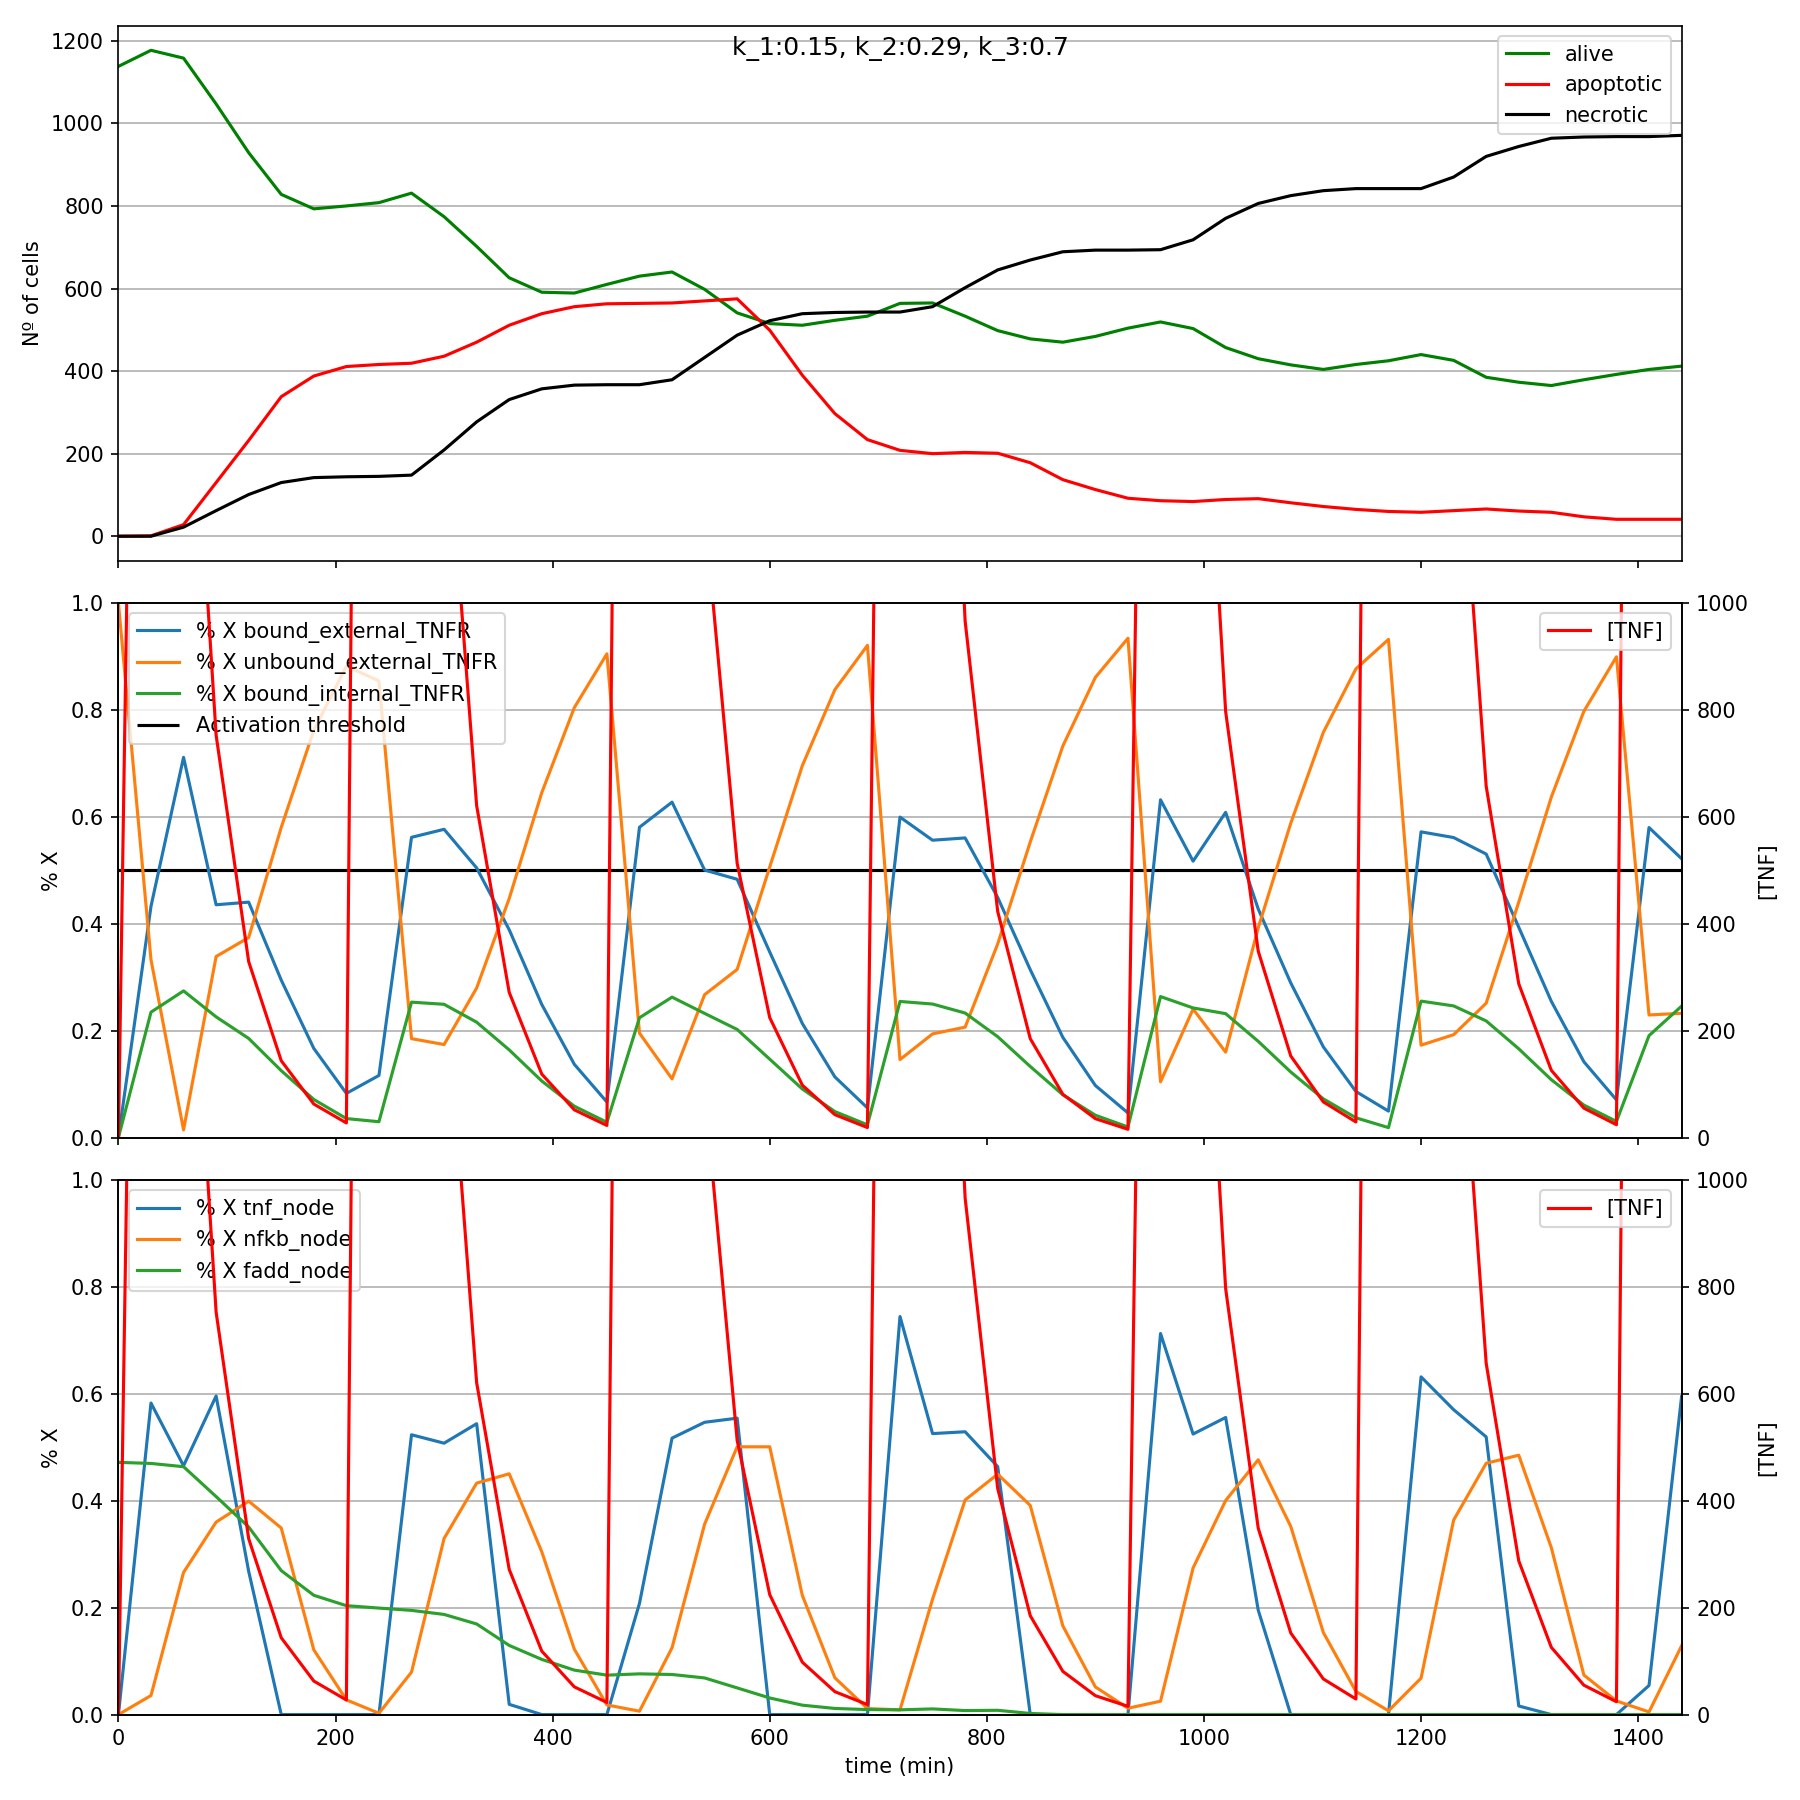 k_1:0.15, k_2:0.29, k_3:0.7
alive
apoptotic
necrotic
Nº of cells
1200
1000
800
600
400
200
0
% X bound_external_TNFR
% X unbound_external_TNFR
% X bound_internal_TNFR
Activation threshold
[TNF]
% X
1.0
0.8
0.6
0.4
0.2
0.0
1000
800
600
400
200
0
[TNF]
% X tnf_node
% X nfkb_node
% X fadd_node
[TNF]
% X
1.0
0.8
0.6
0.4
0.2
0.0
1000
800
600
400
200
0
[TNF]
0 200 400 600 800 1000 1200 1400
time (min)